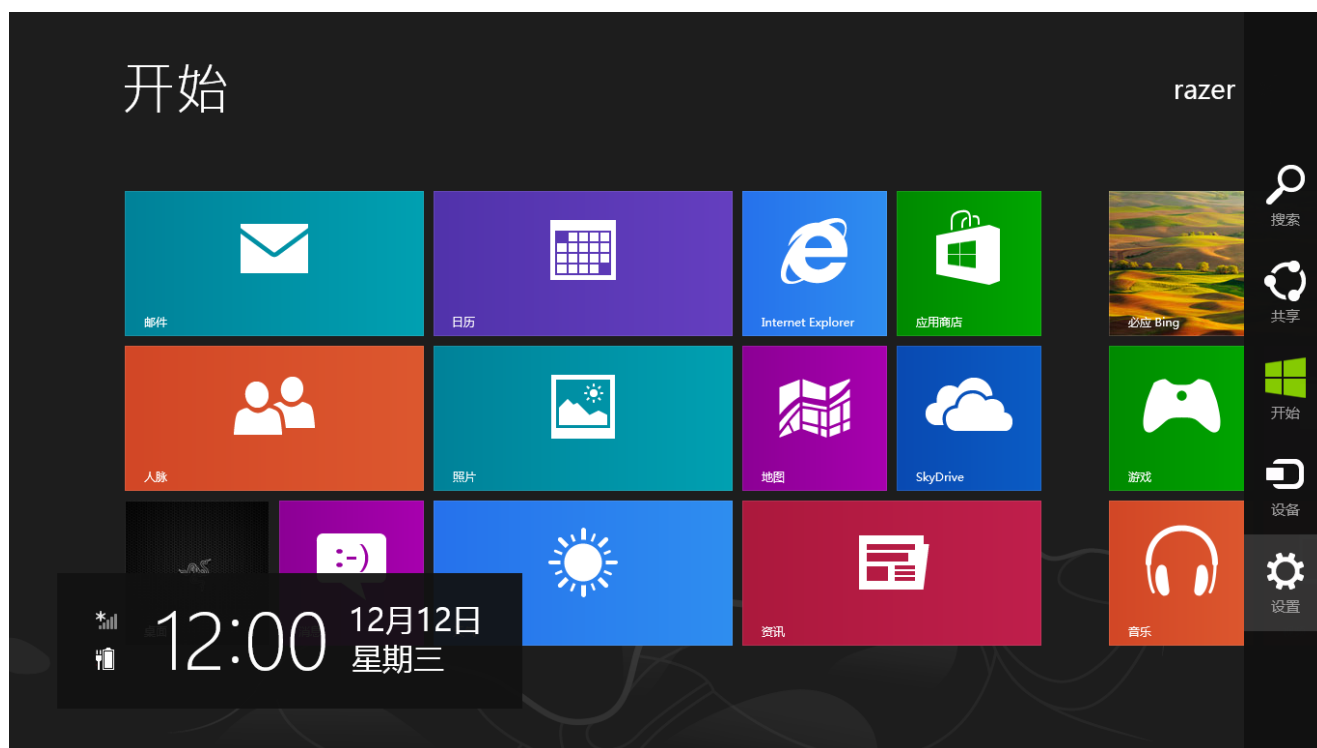 开始
razer
搜索
邮件
日历
Internet Explorer
应用商店
必应 Bing
共享
开始
人脉
照片
地图
SkyDrive
游戏
设备
:-)
12:00
12月12日
星期三
资讯
音乐
设置